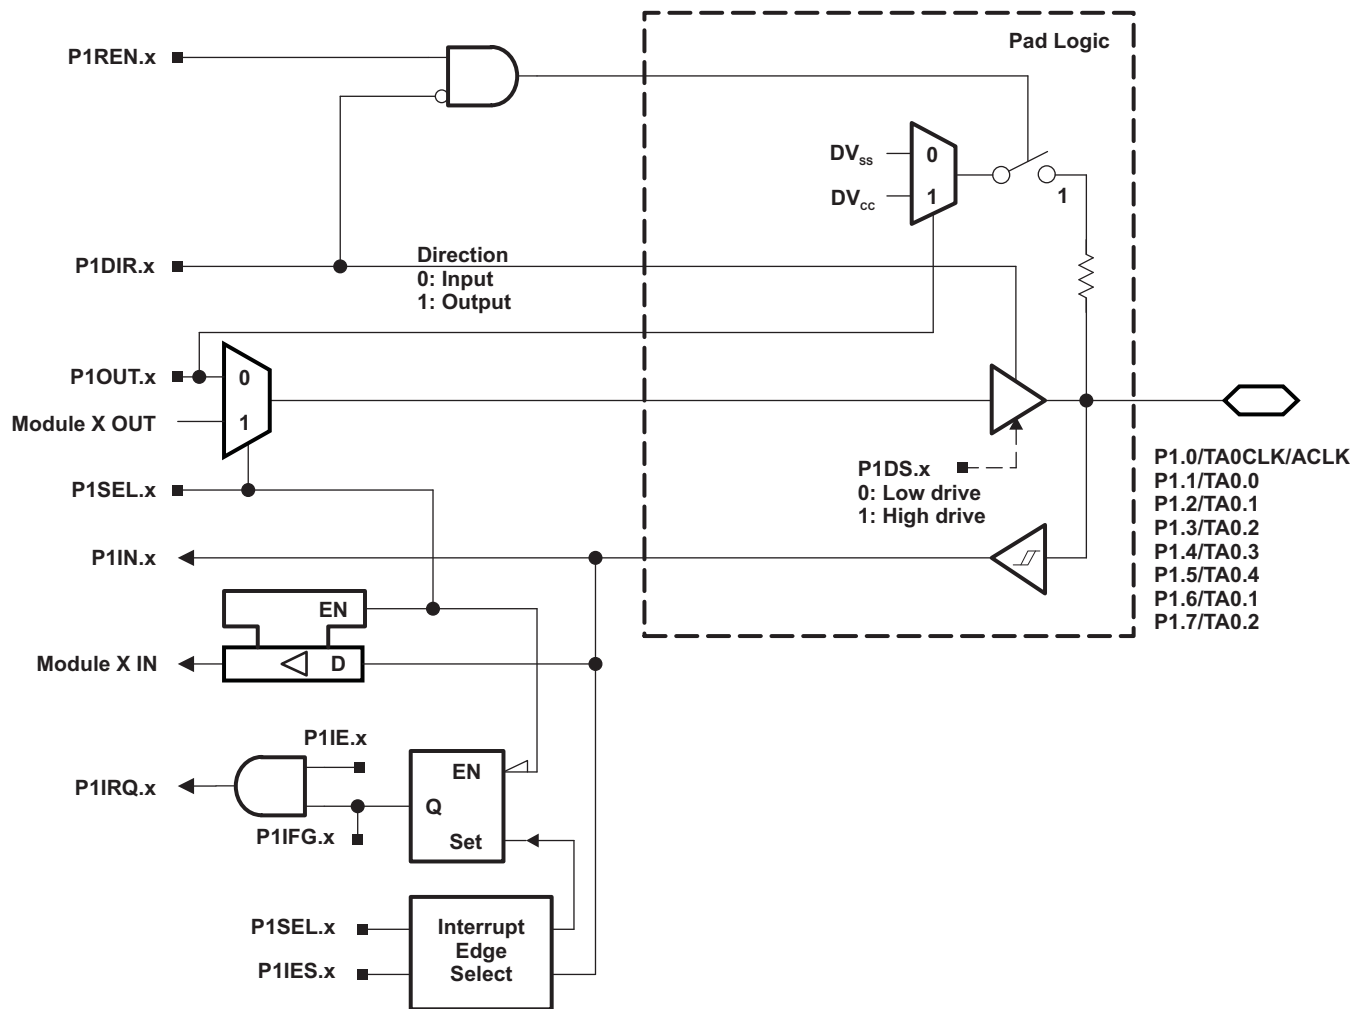 Pad Logic
P1REN.x
DVSS
0
DVCC
1
1
P1DIR.x
Direction
0: Input
1: Output
P1OUT.x
0
Module X OUT
1
P1DS.x
0: Low drive
1: High drive
P1.0/TA0CLK/ACLK
P1.1/TA0.0
P1.2/TA0.1
P1.3/TA0.2
P1.4/TA0.3
P1.5/TA0.4
P1.6/TA0.1
P1.7/TA0.2
P1SEL.x
P1IN.x
EN
Module X IN
D
P1IE.x
EN
P1IRQ.x
Q
P1IFG.x
Set
P1SEL.x
Interrupt
Edge
Select
P1IES.x